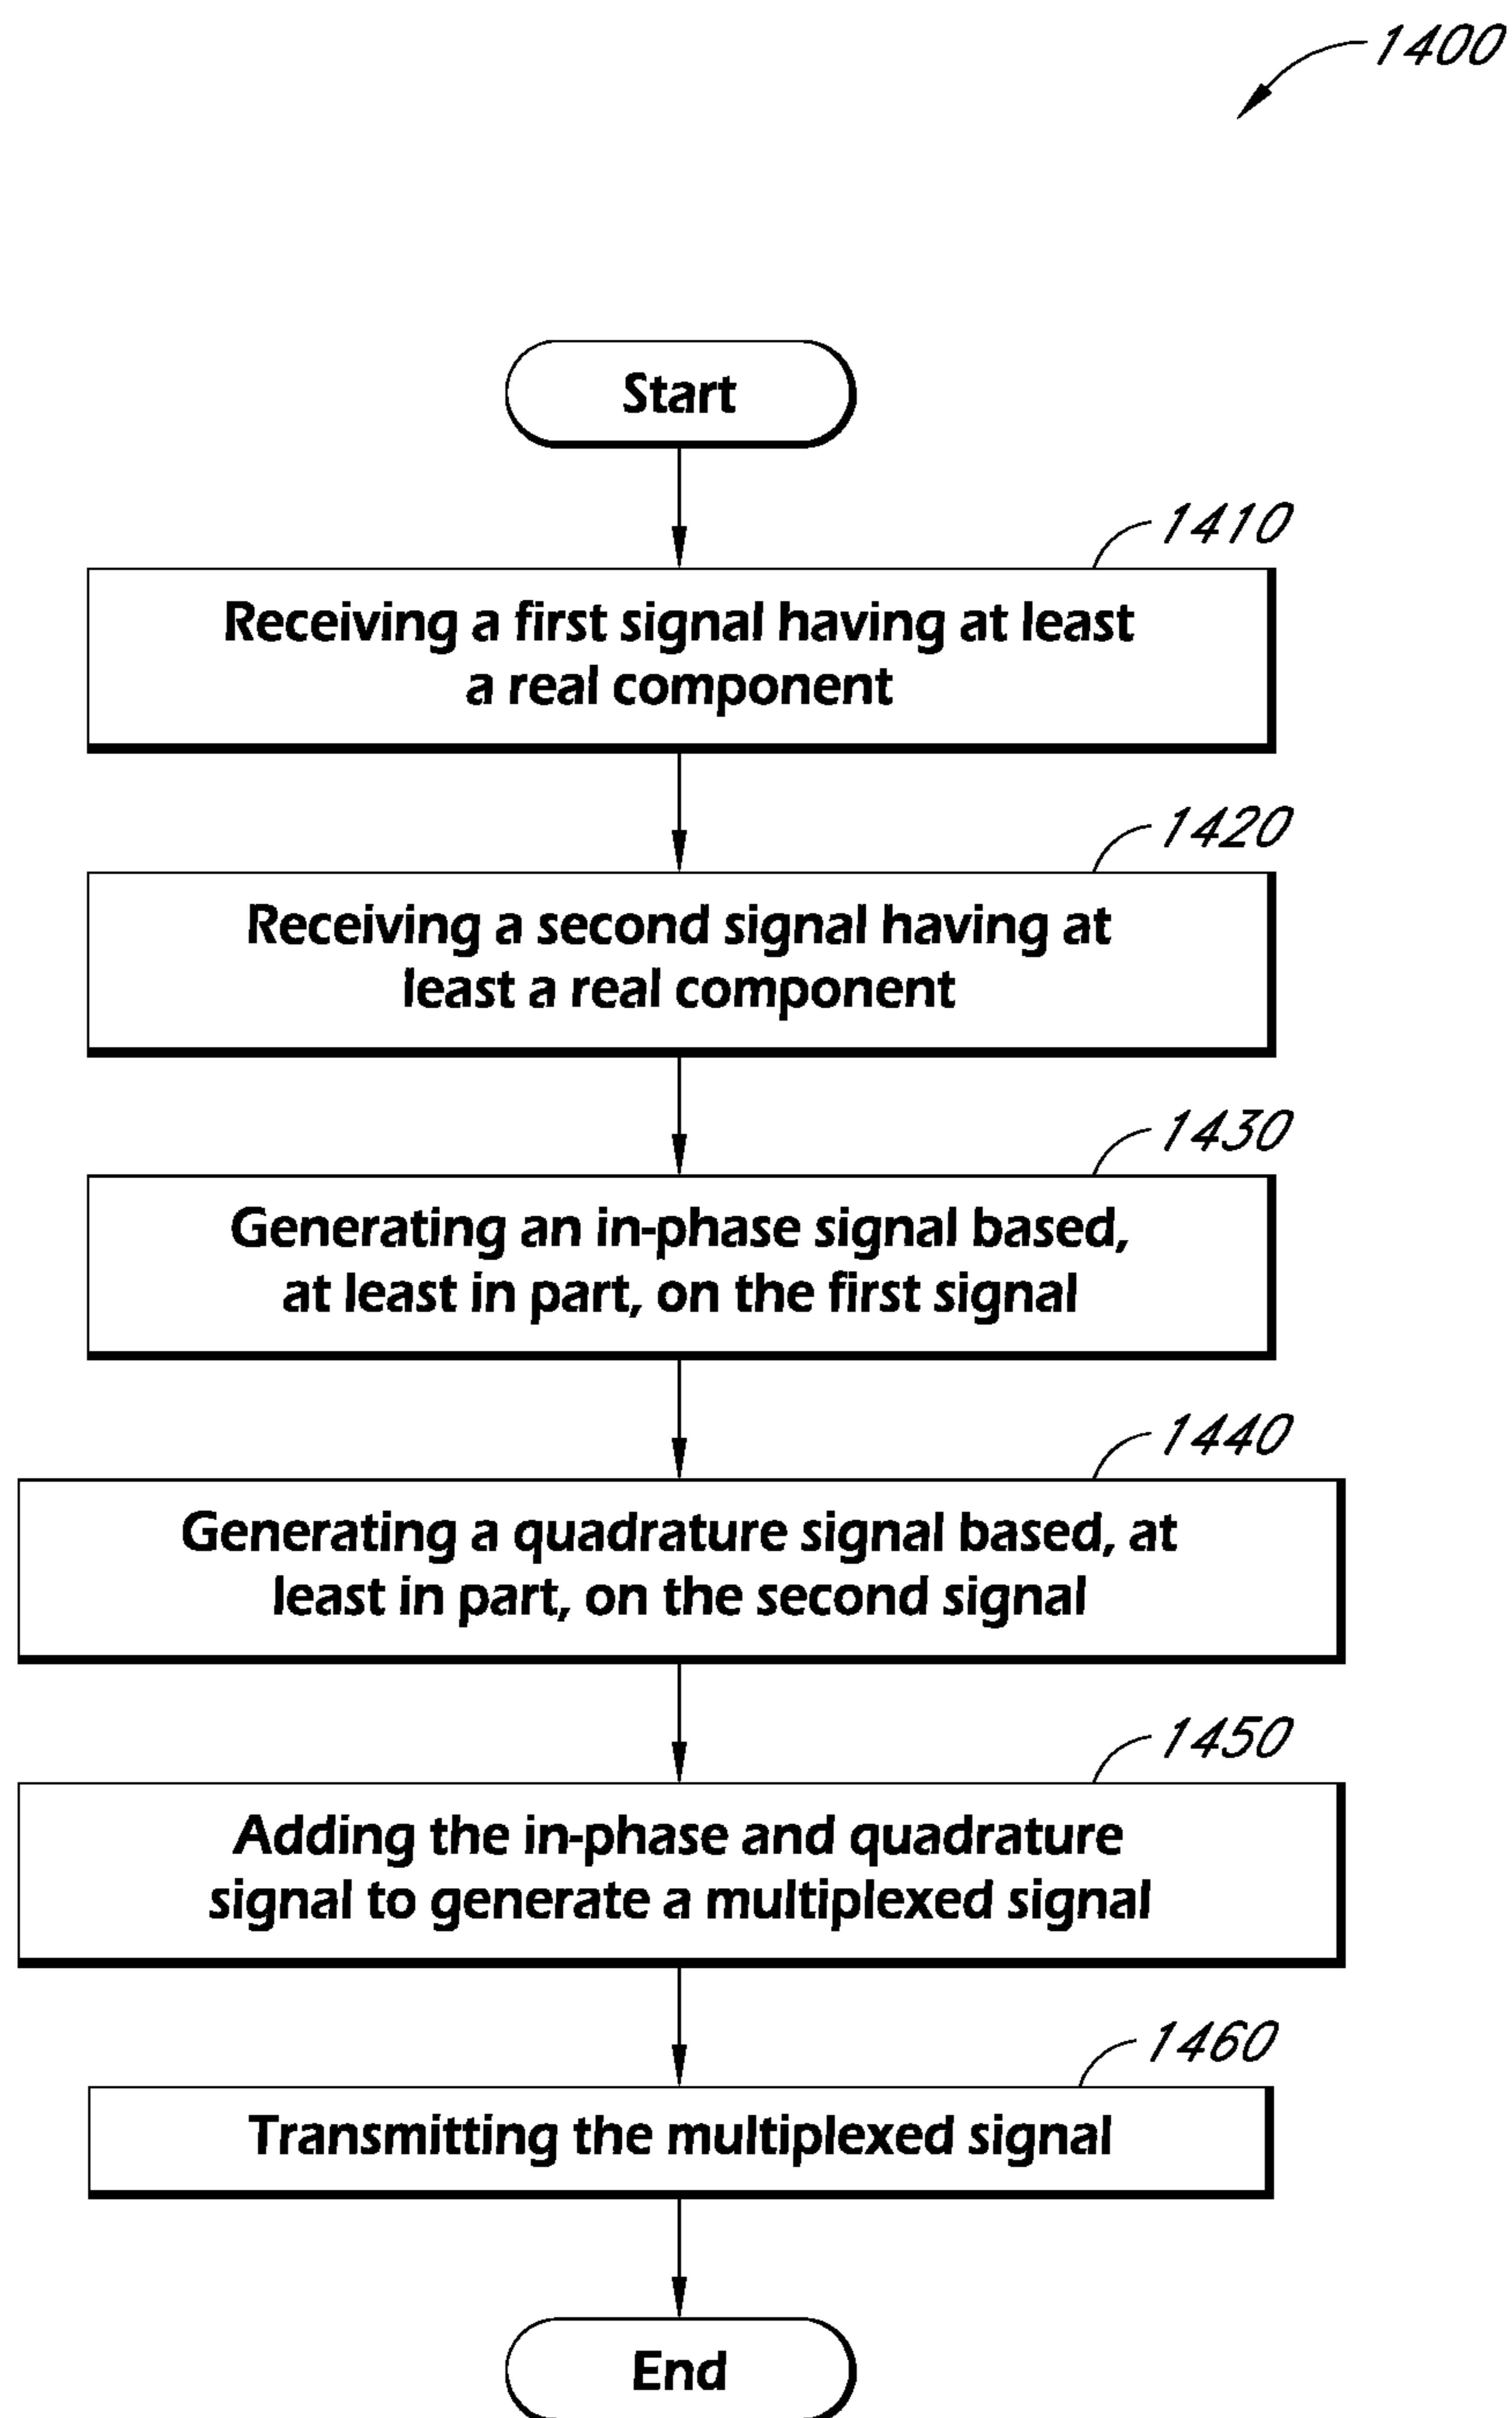 1400
Start
1410
Receiving a first signal having at least
a real component
1420
Receiving a second signal having at
least a real component
1430
Generating an in-phase signal based,
at least in part, on the first signal
1440
Generating a quadrature signal based, at
least in part, on the second signal
1450
Adding the in-phase and quadrature
signal to generate a multiplexed signal
1460
Transmitting the multiplexed signal
End